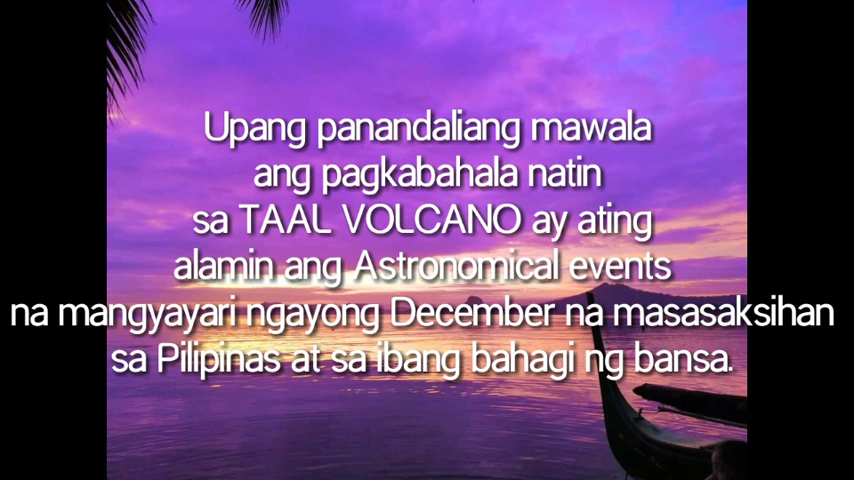 Upang panandaliang mawala
ang pagkabahala natin
sa TAAL VOLCANO ay ating
alamin ang Astronomical events
na mangyayari ngayong December na masasaksihan
sa Pilipinas at sa ibang bahagi ng bansa.